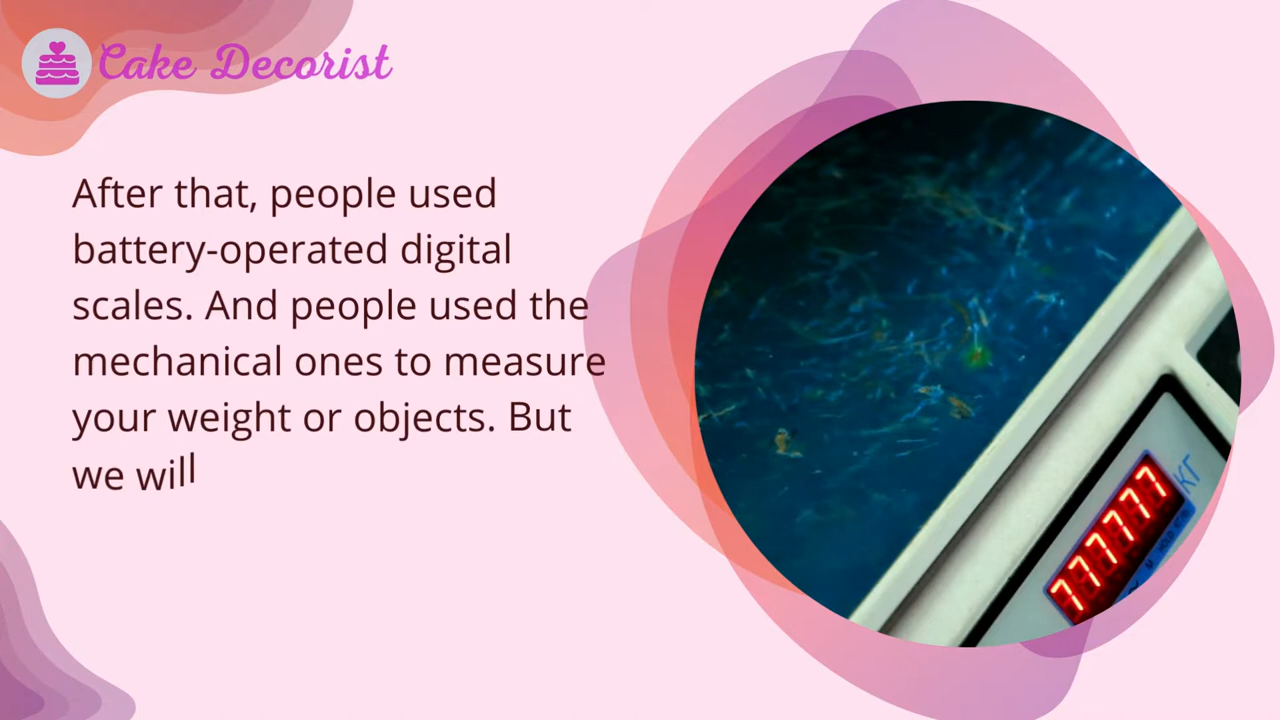 Cake Decorist
After that, people used
battery-operated digital
scales. And people used the
mechanical ones to measure
your weight or objects. But
we will
777777
КГ